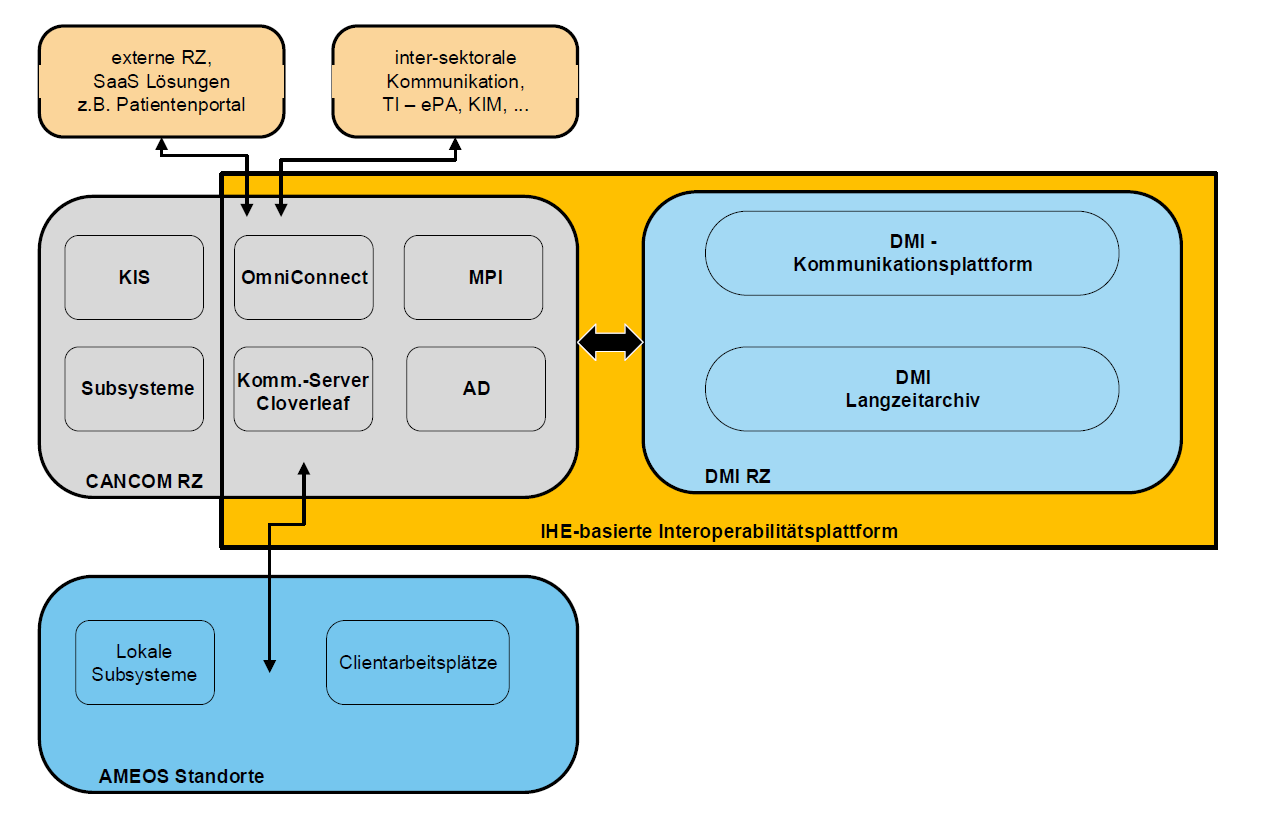 externe RZ,
SaaS Lösungen
z.B. Patientenportal
inter-sektorale
Kommunikation,
TI – ePA, KIM, ...
KIS
OmniConnect
MPI
Subsysteme
Komm.-Server
Cloverleaf
AD
CANCOM RZ
DMI -
Kommunikationsplattform
DMI
Langzeitarchiv
DMI RZ
IHE-basierte Interoperabilitätsplattform
Lokale
Subsysteme
Clientarbeitsplätze
AMEOS Standorte